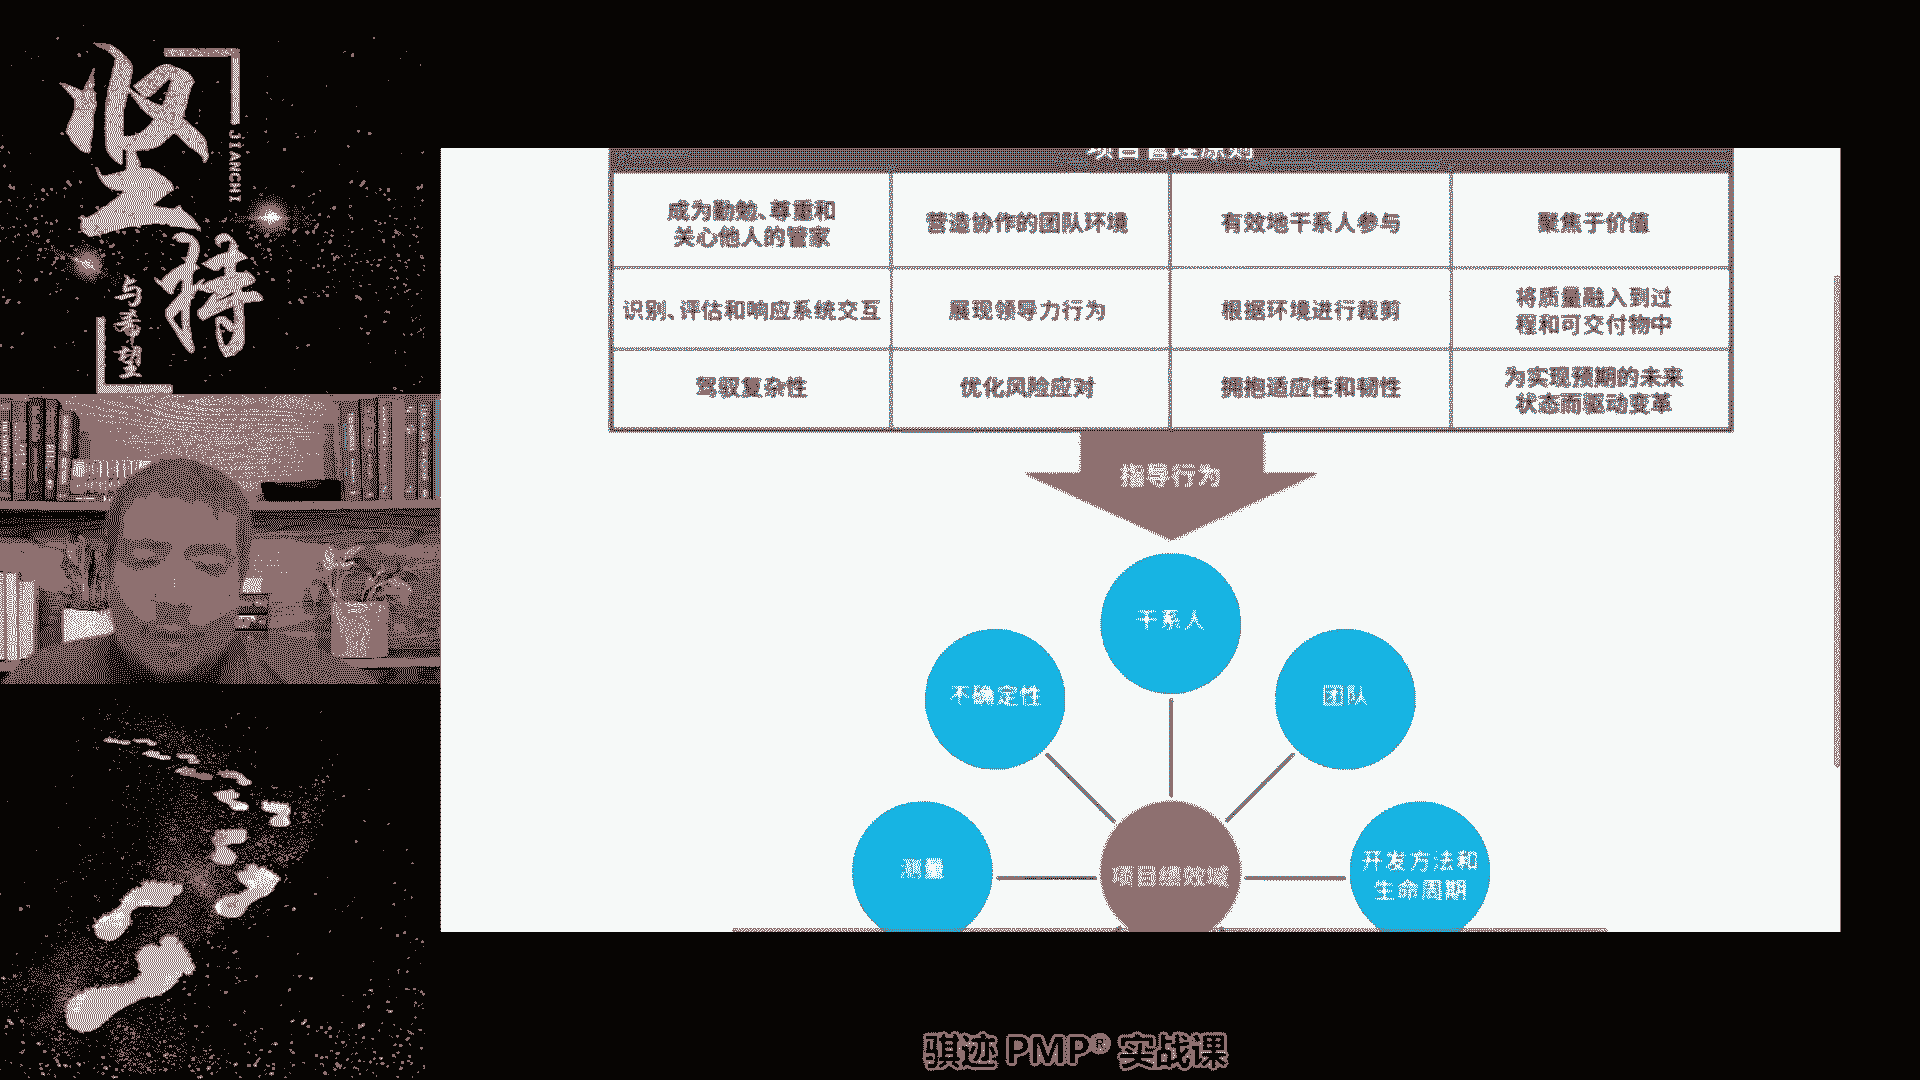 坚持
JIANCHI
与希望
项目管理原则
成为勤勉、尊重和
关心他人的管家
营造协作的团队环境
有效地干系人参与
聚焦于价值
识别、评估和响应系统交互
展现领导力行为
根据环境进行裁剪
将质量融入到过
程和可交付物中
驾驭复杂性
优化风险应对
拥抱适应性和韧性
为实现预期的未来
状态而驱动变革
指导行为
干系人
不确定性
团队
测量
项目绩效域
开发方法和
生命周期
骐迹 PMP® 实战课